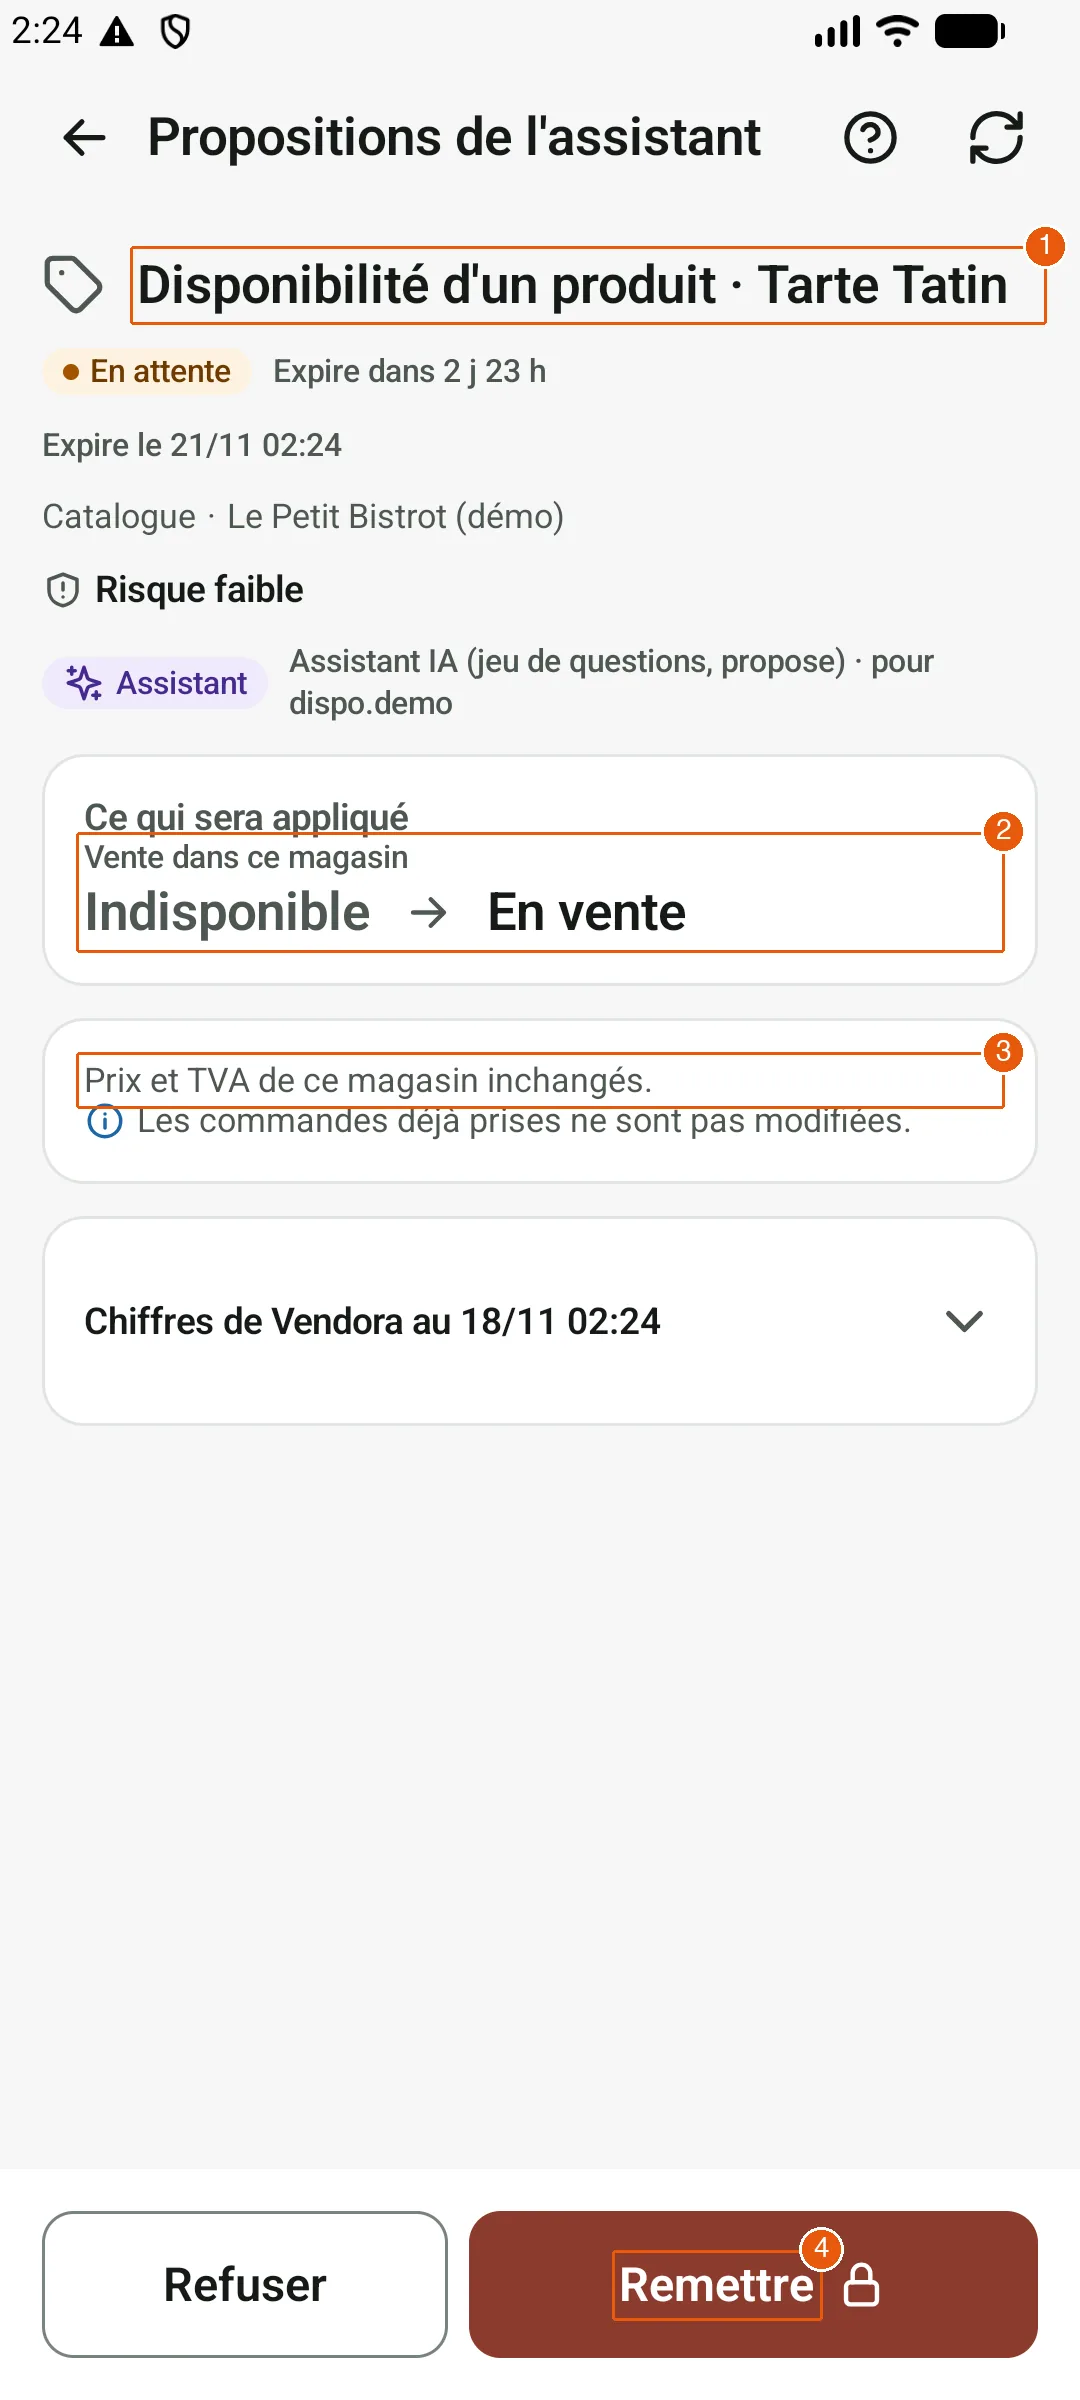 2:24
Propositions de l'assistant
1
Disponibilité d'un produit · Tarte Tatin
En attente Expire dans 2 j 23 h
Expire le 21/11 02:24
Catalogue · Le Petit Bistrot (démo)
Risque faible
Assistant
Assistant IA (jeu de questions, propose) · pour
dispo.demo
Ce qui sera appliqué
2
Vente dans ce magasin
Indisponible → En vente
3
Prix et TVA de ce magasin inchangés.
Les commandes déjà prises ne sont pas modifiées.
Chiffres de Vendora au 18/11 02:24
4
Refuser
Remettre